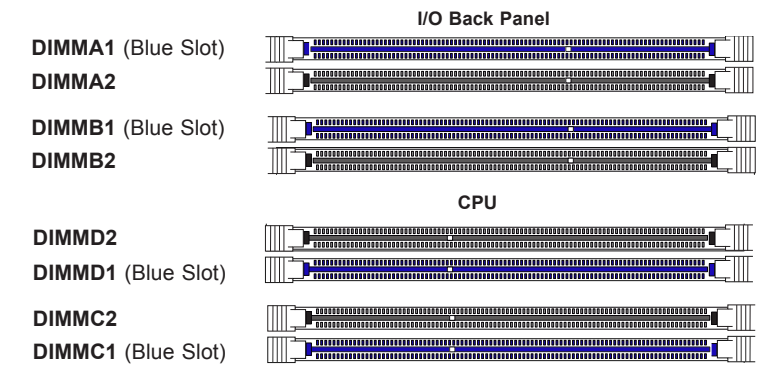 I/O Back Panel
DIMMA1 (Blue Slot)
DIMMA2
DIMMB1 (Blue Slot)
DIMMB2
CPU
DIMMD2
DIMMD1 (Blue Slot)
DIMMC2
DIMMC1 (Blue Slot)